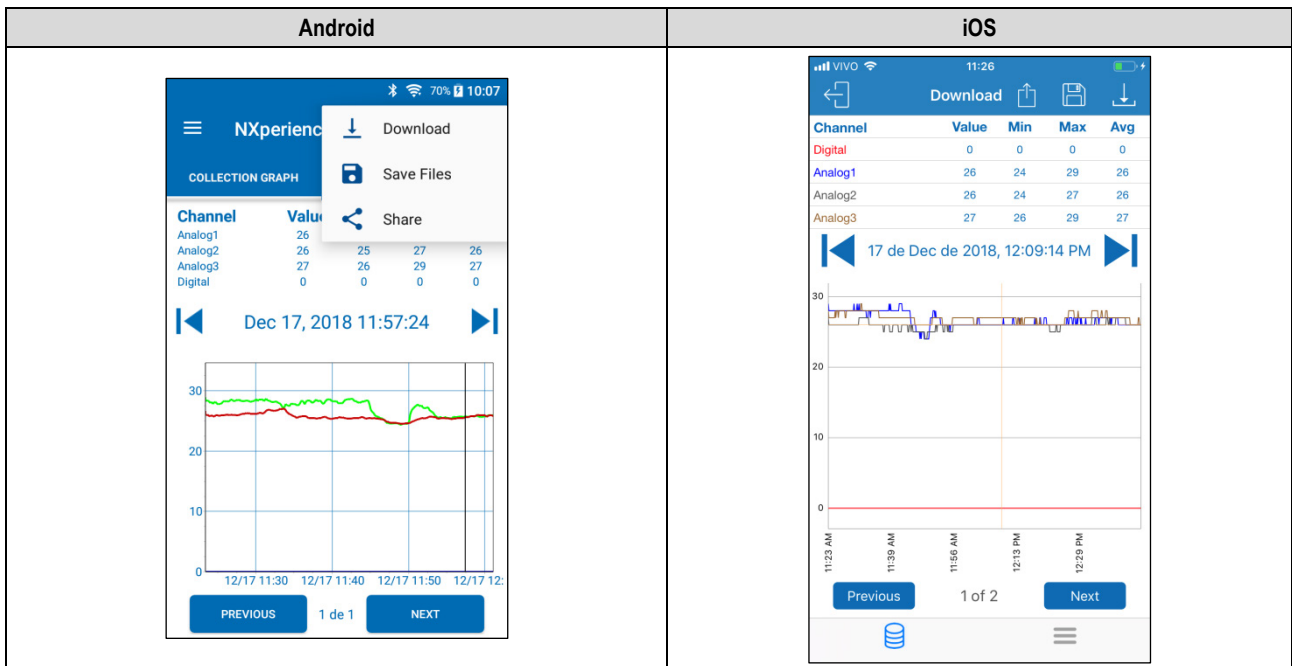 Android
iOS
70% 10:07
NXperienc
Download
COLLECTION GRAPH
Save Files
Share
Channel Valu
Analog1 26
Analog2 26 25 27 26
Analog3 27 26 29 27
Digital 0 0 0 0
Dec 17, 2018 11:57:24
30
20
10
0
12/17 11:30 12/17 11:40 12/17 11:50 12/17 12:
PREVIOUS 1 de 1 NEXT
VIVO 11:26
Download
Channel Value Min Max Avg
Digital 0 0 0 0
Analog1 26 24 29 26
Analog2 26 24 27 26
Analog3 27 26 29 27
17 de Dec de 2018, 12:09:14 PM
30
20
10
0
11:23 AM 11:39 AM 11:56 AM 12:13 PM 12:29 PM
Previous 1 of 2 Next